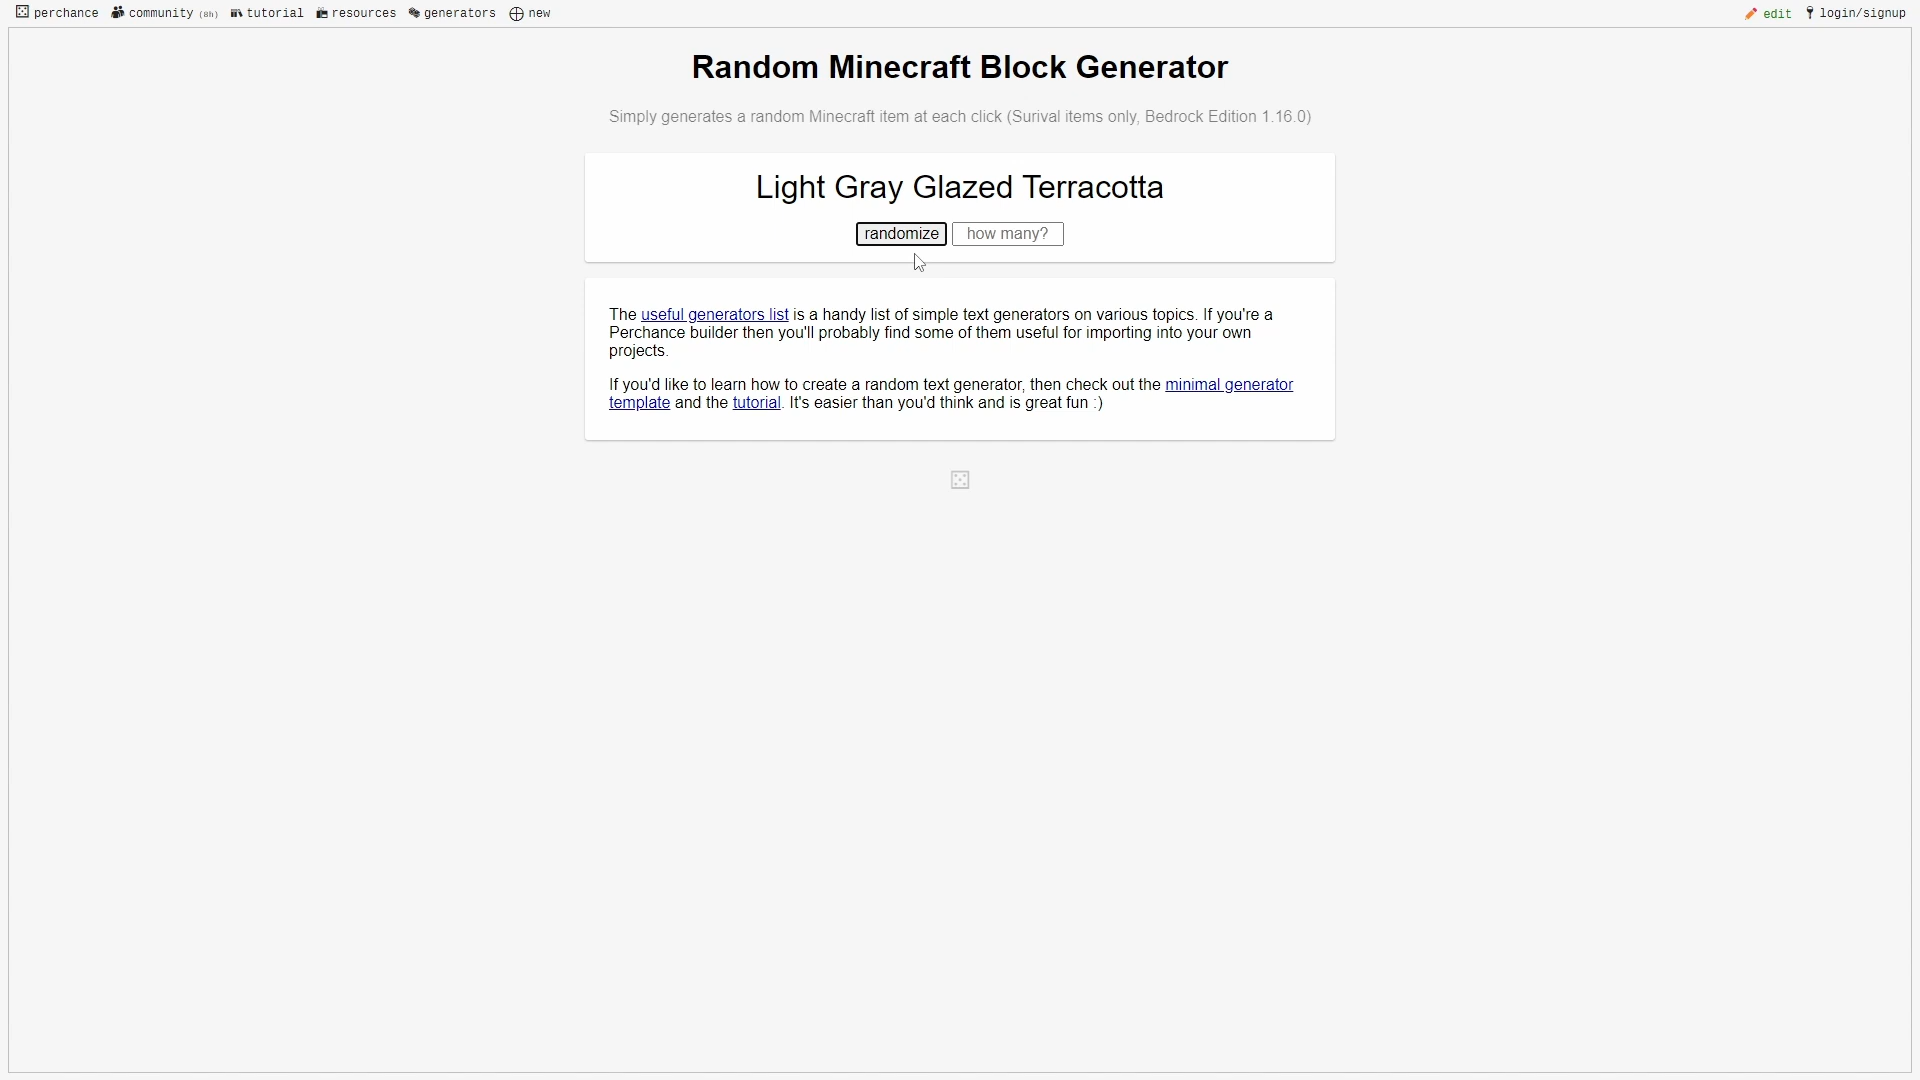 perchance community (8h) tutorial resources generators new edit login/signup
Random Minecraft Block Generator
Simply generates a random Minecraft item at each click (Surival items only, Bedrock Edition 1.16.0)
Light Gray Glazed Terracotta
randomize how many?
The useful generators list is a handy list of simple text generators on various topics. If you're a
Perchance builder then you'll probably find some of them useful for importing into your own
projects.
If you'd like to learn how to create a random text generator, then check out the minimal generator
template and the tutorial. It's easier than you'd think and is great fun :)